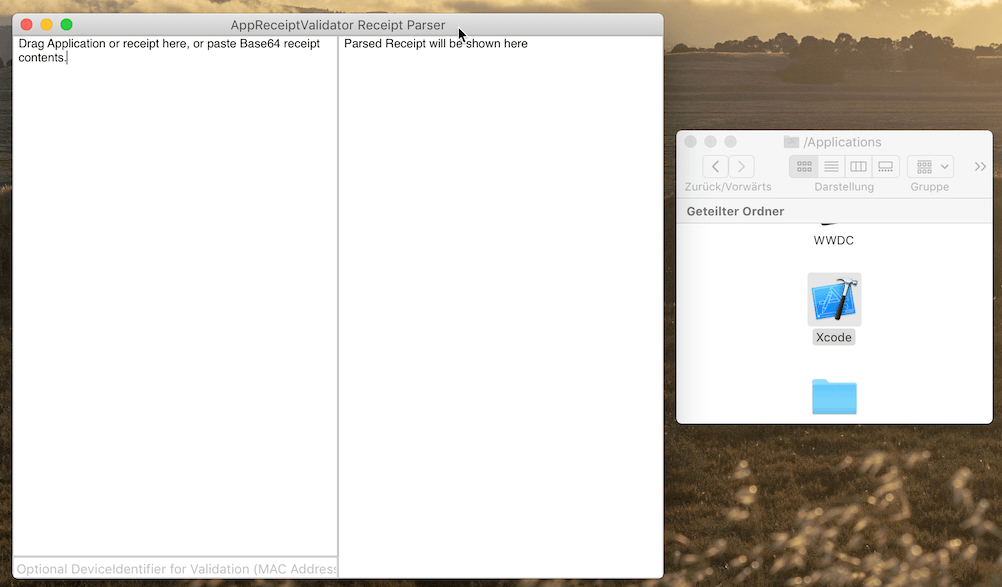 AppReceiptValidator Receipt Parser
Drag Application or receipt here, or paste Base64 receipt
contents.
Parsed Receipt will be shown here
Optional DeviceIdentifier for Validation (MAC Address
/Applications
Zurück/Vorwärts
Darstellung
Gruppe
Geteilter Ordner
WWDC
Xcode